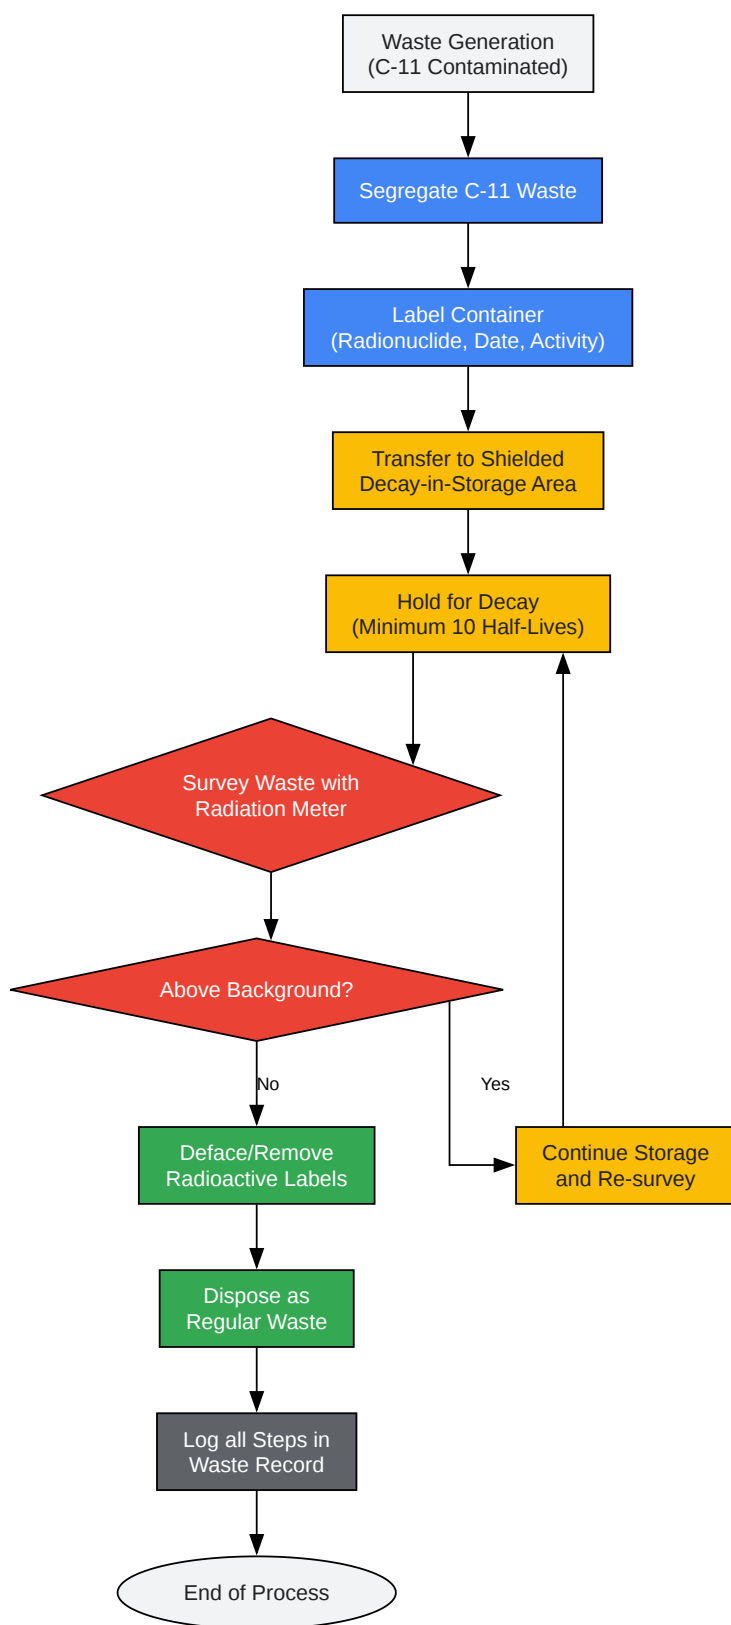 Waste Generation
(C-11 Contaminated)
Segregate C-11 Waste
Label Container
(Radionuclide, Date, Activity)
Transfer to Shielded
Decay-in-Storage Area
Hold for Decay
(Minimum 10 Half-Lives)
Survey Waste with
Radiation Meter
Above Background?
No
Yes
Deface/Remove
Radioactive Labels
Continue Storage
and Re-survey
Dispose as
Regular Waste
Log all Steps in
Waste Record
End of Process